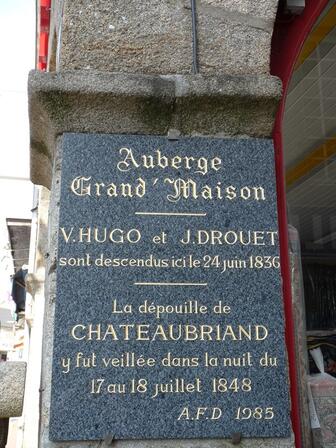 Auberge
Grand'Maison
V.HUGO et J.DROUET
sont descendus ici le 24 juin 1836
La dépouille de
CHATEAUBRIAND
y fut veillée dans la nuit du
17 au 18 juillet 1848
A.F.D 1985